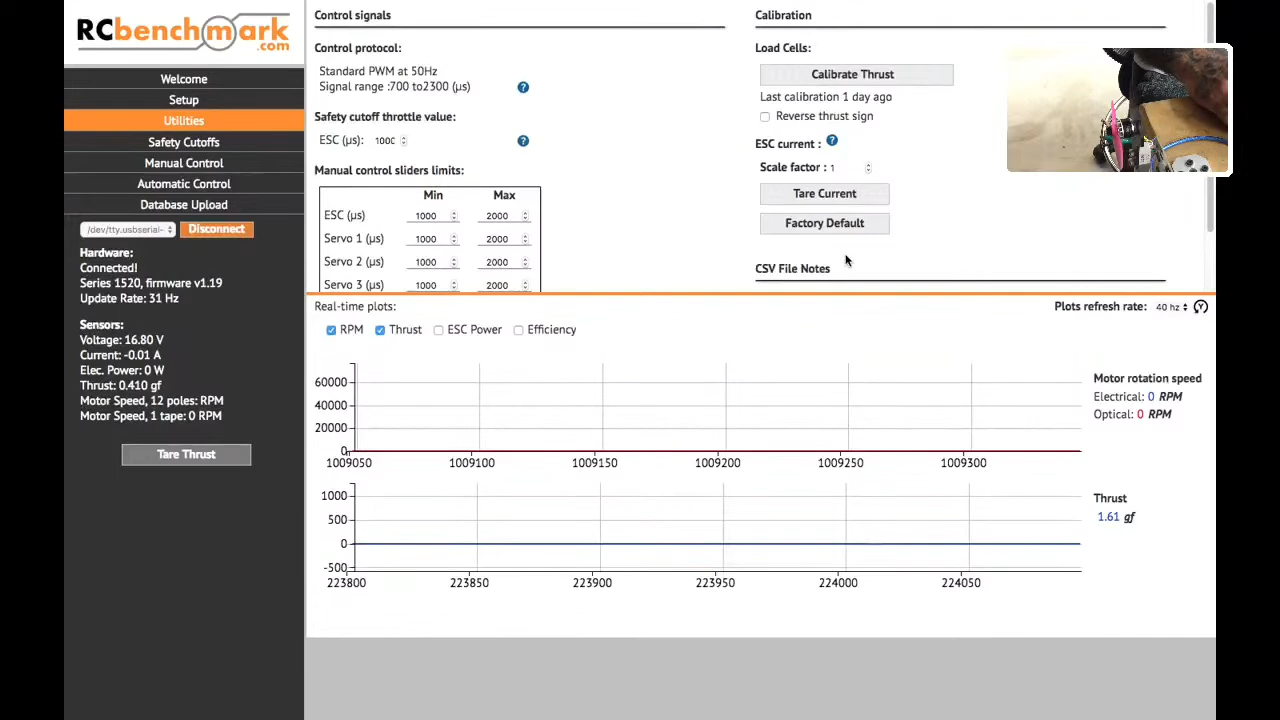 RCbenchmark
.com
Welcome
Setup
Utilities
Safety Cutoffs
Manual Control
Automatic Control
Database Upload
/dev/tty.usbserial- Disconnect
Hardware:
Connected!
Series 1520, firmware v1.19
Update Rate: 31 Hz
Sensors:
Voltage: 16.80 V
Current: -0.01 A
Elec. Power: 0 W
Thrust: 0.410 gf
Motor Speed, 12 poles: RPM
Motor Speed, 1 tape: 0 RPM
Tare Thrust
Control signals
Control protocol:
Standard PWM at 50Hz
Signal range :700 to2300 (µs) ?
Safety cutoff throttle value:
ESC (µs): 1000 ?
Manual control sliders limits:
Min Max
ESC (µs) 1000 2000
Servo 1 (µs) 1000 2000
Servo 2 (µs) 1000 2000
Servo 3 (µs) 1000 2000
Calibration
Load Cells:
Calibrate Thrust
Last calibration 1 day ago
Reverse thrust sign
ESC current : ?
Scale factor : 1
Tare Current
Factory Default
CSV File Notes
Real-time plots: Plots refresh rate: 40 hz Y
RPM Thrust ESC Power Efficiency
60000
40000
20000
0
1009050 1009100 1009150 1009200 1009250 1009300
Motor rotation speed
Electrical: 0 RPM
Optical: 0 RPM
1000
500
0
-500
223800 223850 223900 223950 224000 224050
Thrust
1.61 gf